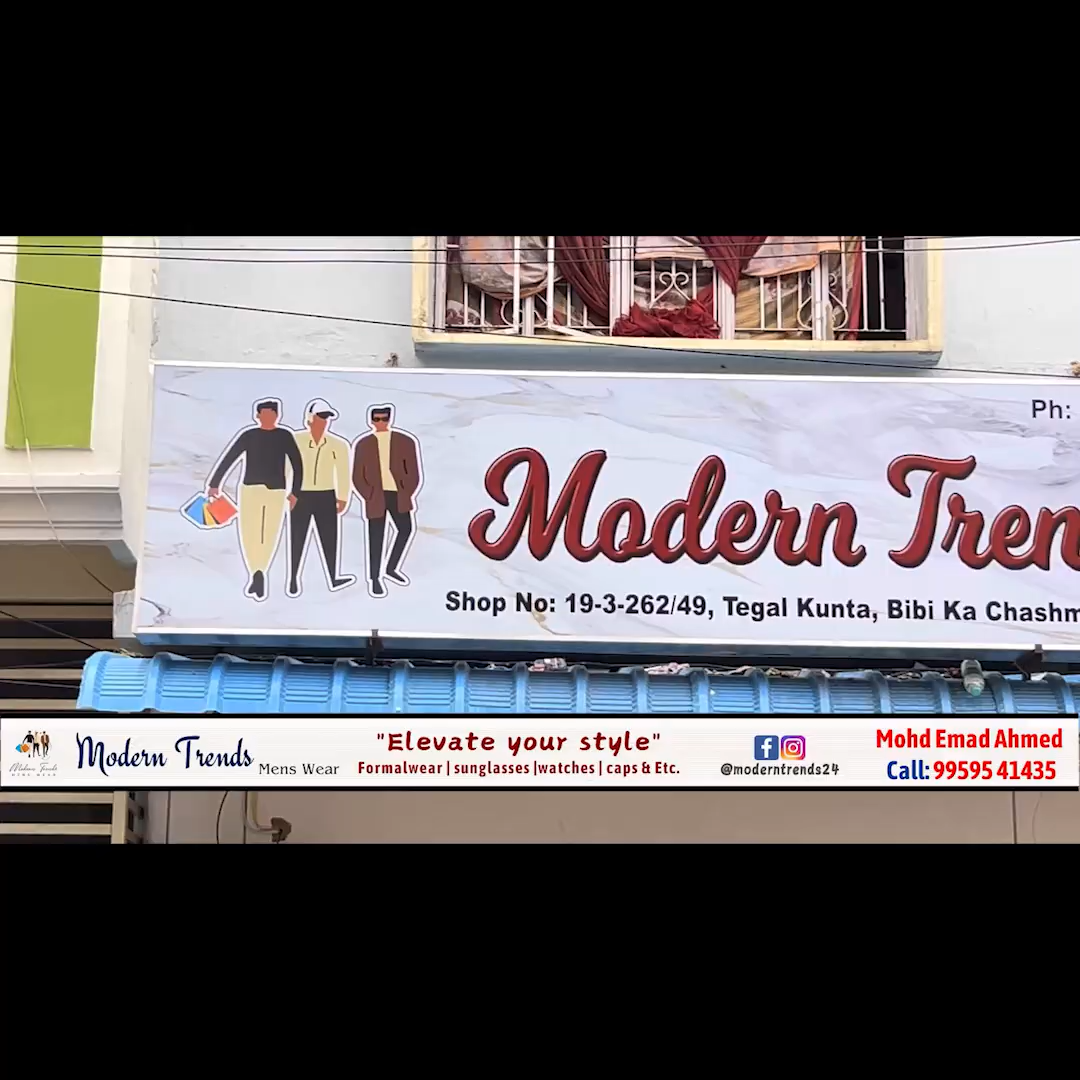 Ph:
Modern Tren
Shop No: 19-3-262/49, Tegal Kunta, Bibi Ka Chashm
Modern Trends Mens Wear
"Elevate your style"
Formalwear | sunglasses |watches | caps & Etc.
@moderntrends24
Mohd Emad Ahmed
Call: 99595 41435